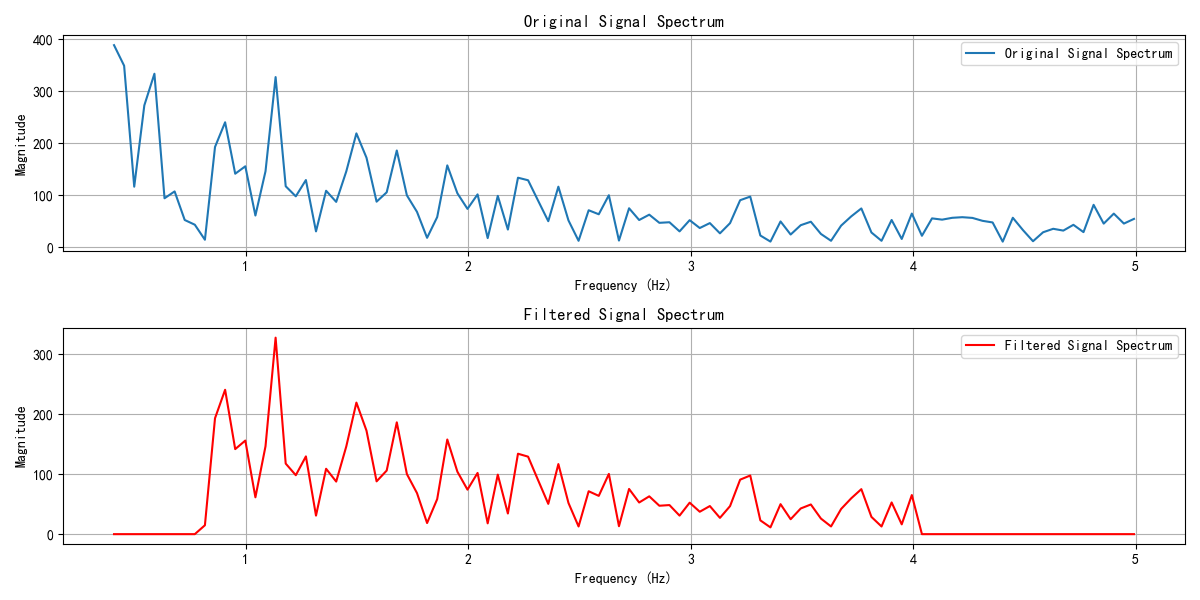 Original Signal Spectrum
400
300
200
100
0
Magnitude
Original Signal Spectrum
1 2 3 4 5
Frequency (Hz)
Filtered Signal Spectrum
300
200
100
0
Magnitude
Filtered Signal Spectrum
1 2 3 4 5
Frequency (Hz)